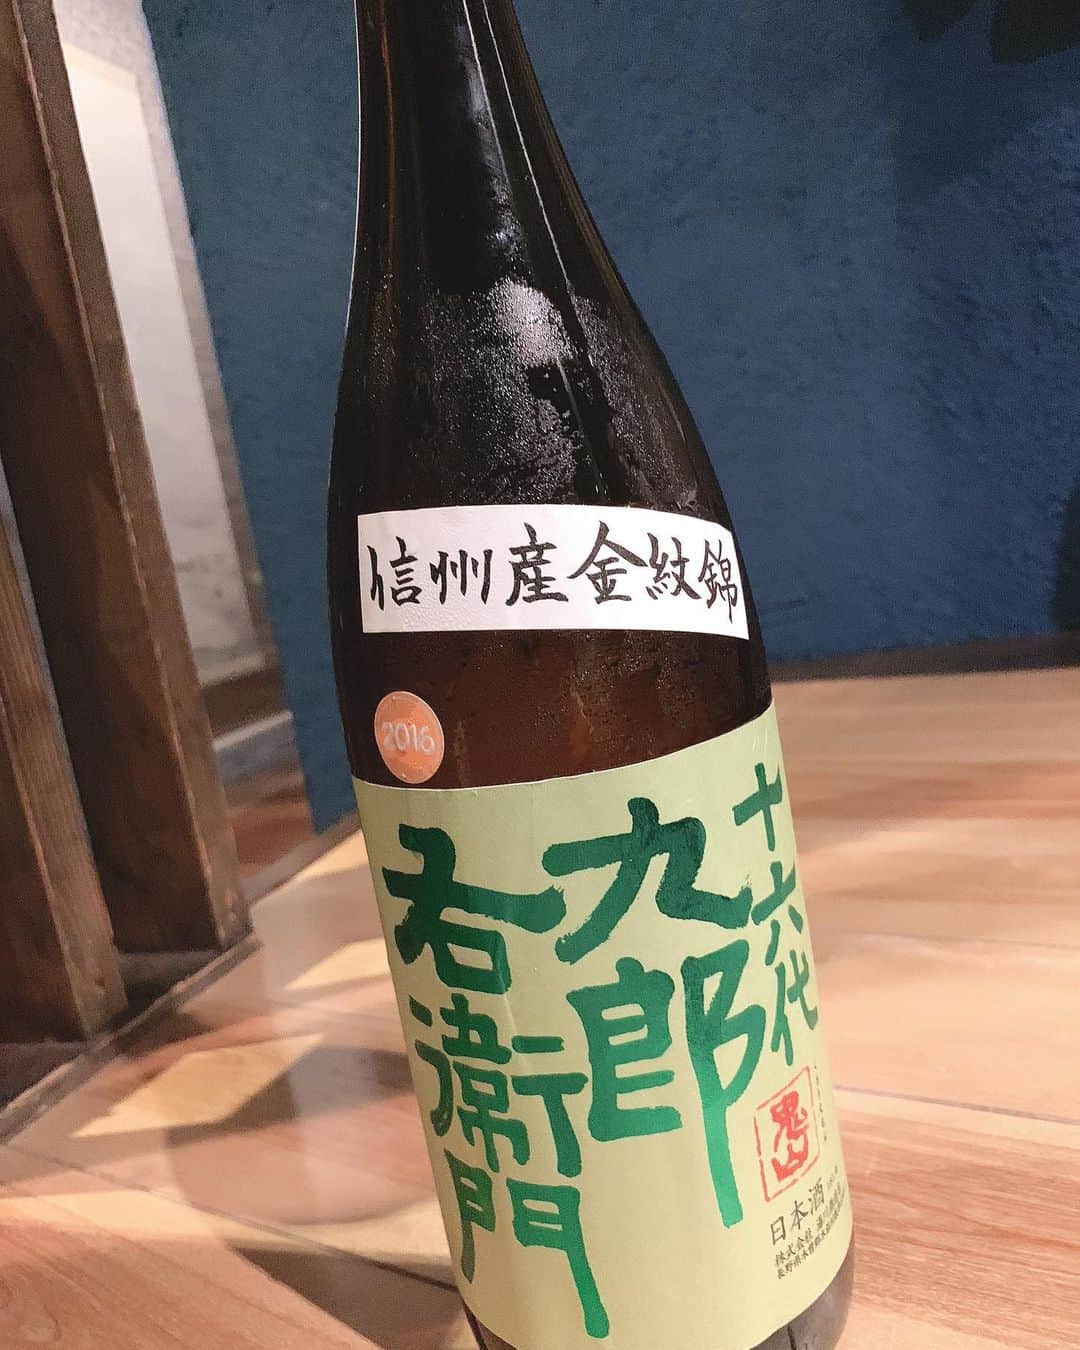 信州産金紋錦
2016
十六代
九郎
右衛門
日本酒